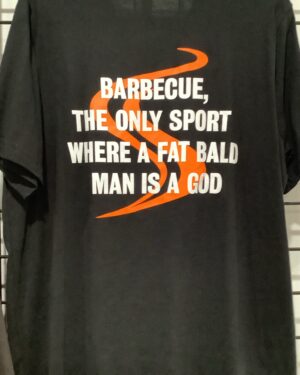 BARBECUE,
THE ONLY SPORT
WHERE A FAT BALD
MAN IS A GOD